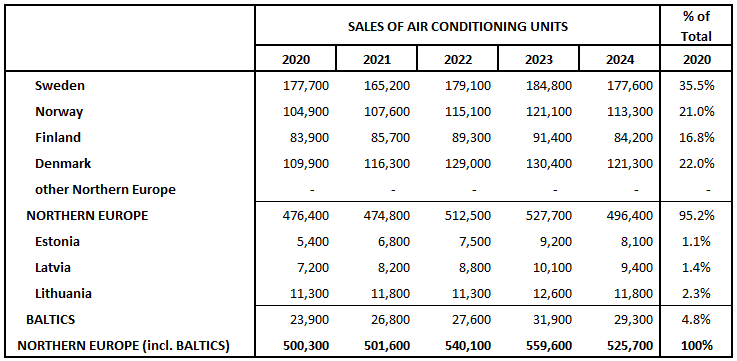 SALES OF AIR CONDITIONING UNITS % of Total
2020 2021 2022 2023 2024 2020
Sweden 177,700 165,200 179,100 184,800 177,600 35.5%
Norway 104,900 107,600 115,100 121,100 113,300 21.0%
Finland 83,900 85,700 89,300 91,400 84,200 16.8%
Denmark 109,900 116,300 129,000 130,400 121,300 22.0%
other Northern Europe - - - - - -
NORTHERN EUROPE 476,400 474,800 512,500 527,700 496,400 95.2%
Estonia 5,400 6,800 7,500 9,200 8,100 1.1%
Latvia 7,200 8,200 8,800 10,100 9,400 1.4%
Lithuania 11,300 11,800 11,300 12,600 11,800 2.3%
BALTICS 23,900 26,800 27,600 31,900 29,300 4.8%
NORTHERN EUROPE (incl. BALTICS) 500,300 501,600 540,100 559,600 525,700 100%